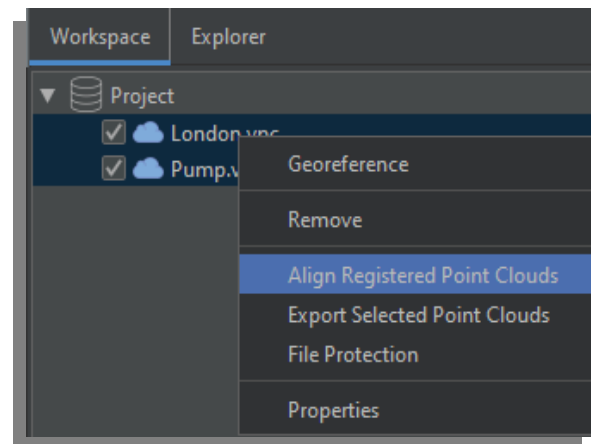 Workspace Explorer
Project
London.vpc
Pump.v
Georeference
Remove
Align Registered Point Clouds
Export Selected Point Clouds
File Protection
Properties